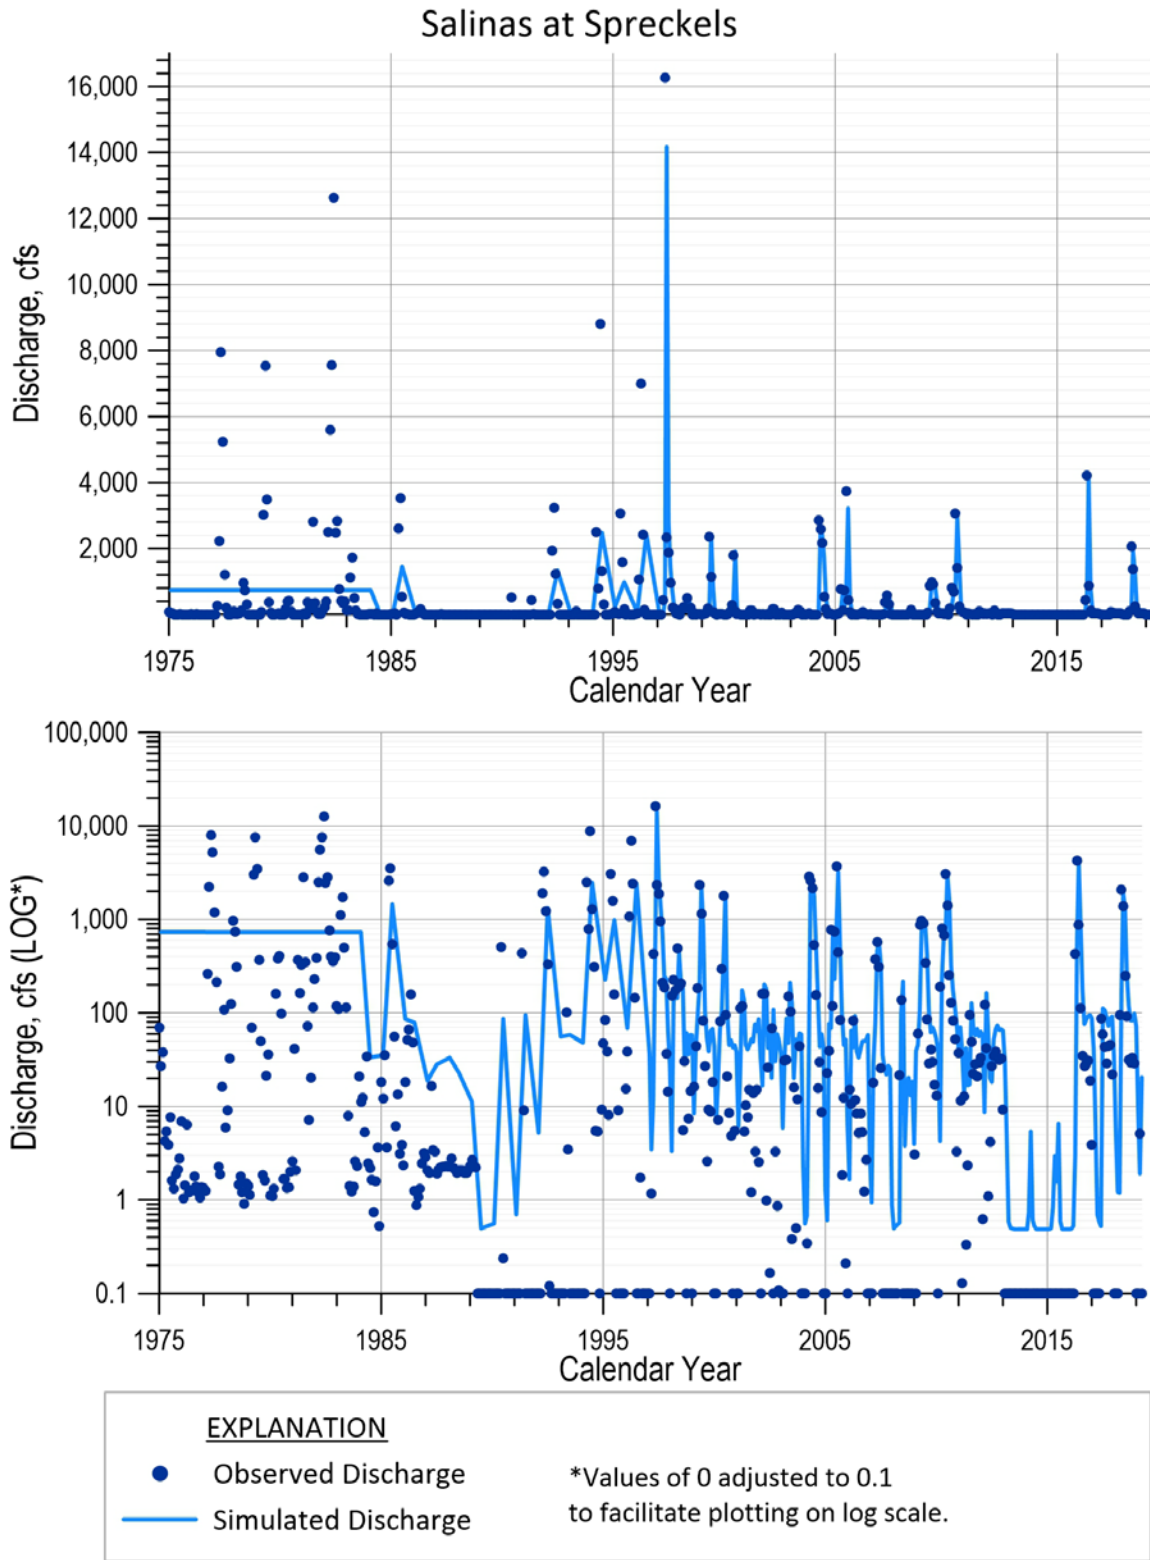 Salinas at Spreckels
16,000
14,000
12,000
10,000
8,000
6,000
4,000
2,000
Discharge, cfs
1975 1985 1995 2005 2015
Calendar Year
100,000
10,000
1,000
100
10
1
0.1
Discharge, cfs (LOG*)
1975 1985 1995 2005 2015
Calendar Year
EXPLANATION
Observed Discharge
Simulated Discharge
*Values of 0 adjusted to 0.1
to facilitate plotting on log scale.